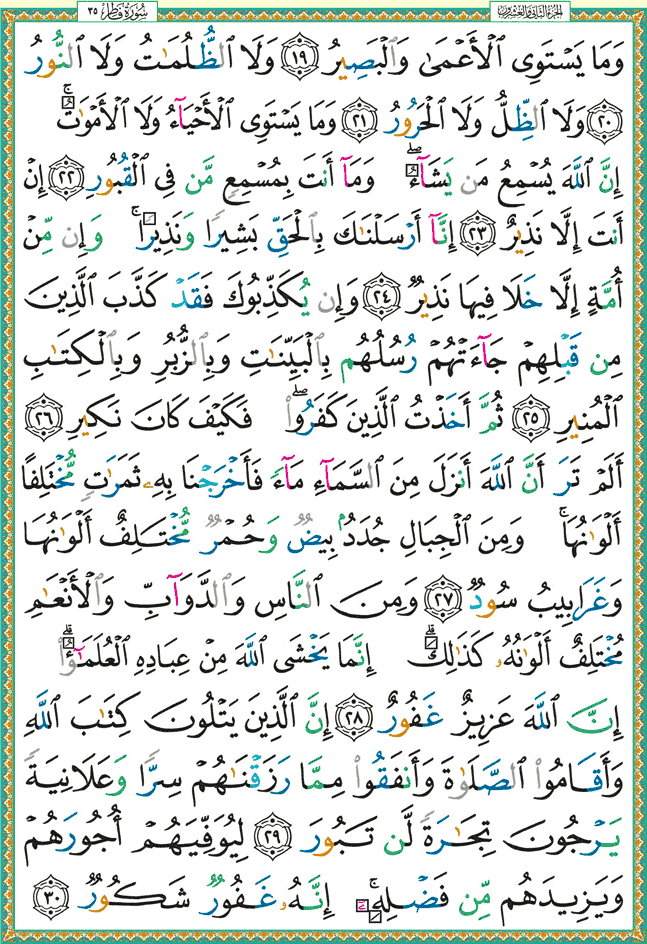 الجزء الثاني والعشرون
سورة فاطر ٣٥
وَمَا يَسْتَوِى ٱلْأَعْمَىٰ وَٱلْبَصِيرُ ١٩ وَلَا ٱلظُّلُمَـٰتُ وَلَا ٱلنُّورُ
٢٠ وَلَا ٱلظِّلُّ وَلَا ٱلْحَرُورُ ٢١ وَمَا يَسْتَوِى ٱلْأَحْيَآءُ وَلَا ٱلْأَمْوَٰتُ ۚ
إِنَّ ٱللَّهَ يُسْمِعُ مَن يَشَآءُ ۖ وَمَآ أَنتَ بِمُسْمِعٍ مَّن فِى ٱلْقُبُورِ ٢٢ إِنْ
أَنتَ إِلَّا نَذِيرٌ ٢٣ إِنَّآ أَرْسَلْنَـٰكَ بِٱلْحَقِّ بَشِيرًا وَنَذِيرًا ۚ وَإِن مِّنْ
أُمَّةٍ إِلَّا خَلَا فِيهَا نَذِيرٌ ٢٤ وَإِن يُكَذِّبُوكَ فَقَدْ كَذَّبَ ٱلَّذِينَ
مِن قَبْلِهِمْ جَآءَتْهُمْ رُسُلُهُم بِٱلْبَيِّنَـٰتِ وَبِٱلزُّبُرِ وَبِٱلْكِتَـٰبِ
ٱلْمُنِيرِ ٢٥ ثُمَّ أَخَذْتُ ٱلَّذِينَ كَفَرُوا۟ ۖ فَكَيْفَ كَانَ نَكِيرِ ٢٦
أَلَمْ تَرَ أَنَّ ٱللَّهَ أَنزَلَ مِنَ ٱلسَّمَآءِ مَآءً فَأَخْرَجْنَا بِهِۦ ثَمَرَٰتٍ مُّخْتَلِفًا
أَلْوَٰنُهَا ۚ وَمِنَ ٱلْجِبَالِ جُدَدٌۢ بِيضٌ وَحُمْرٌ مُّخْتَلِفٌ أَلْوَٰنُهَا
وَغَرَابِيبُ سُودٌ ٢٧ وَمِنَ ٱلنَّاسِ وَٱلدَّوَآبِّ وَٱلْأَنْعَـٰمِ
مُخْتَلِفٌ أَلْوَٰنُهُۥ كَذَٰلِكَ ۗ إِنَّمَا يَخْشَى ٱللَّهَ مِنْ عِبَادِهِ ٱلْعُلَمَـٰٓؤُا۟ ۗ
إِنَّ ٱللَّهَ عَزِيزٌ غَفُورٌ ٢٨ إِنَّ ٱلَّذِينَ يَتْلُونَ كِتَـٰبَ ٱللَّهِ
وَأَقَامُوا۟ ٱلصَّلَوٰةَ وَأَنفَقُوا۟ مِمَّا رَزَقْنَـٰهُمْ سِرًّا وَعَلَانِيَةً
يَرْجُونَ تِجَـٰرَةً لَّن تَبُورَ ٢٩ لِيُوَفِّيَهُمْ أُجُورَهُمْ
وَيَزِيدَهُم مِّن فَضْلِهِۦٓ ۚ إِنَّهُۥ غَفُورٌ شَكُورٌ ٣٠